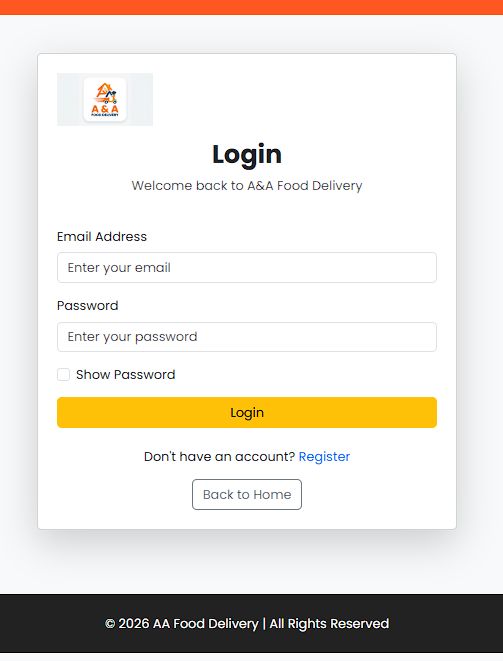 A & A
FOOD DELIVERY
Login
Welcome back to A&A Food Delivery
Email Address
Enter your email
Password
Enter your password
Show Password
Login
Don't have an account? Register
Back to Home
© 2026 AA Food Delivery | All Rights Reserved